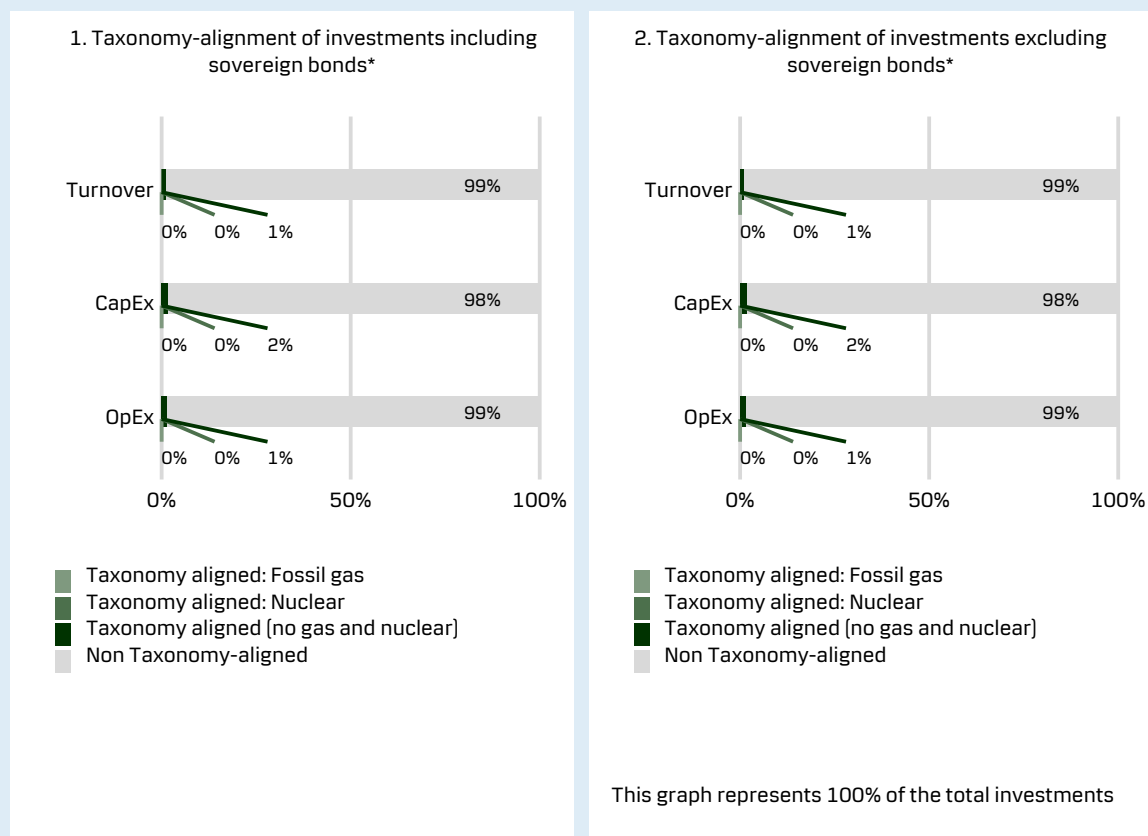 1. Taxonomy-alignment of investments including
sovereign bonds*
Turnover
99%
0% 0% 1%
CapEx
98%
0% 0% 2%
OpEx
99%
0% 0% 1%
0% 50% 100%
Taxonomy aligned: Fossil gas
Taxonomy aligned: Nuclear
Taxonomy aligned (no gas and nuclear)
Non Taxonomy-aligned
2. Taxonomy-alignment of investments excluding
sovereign bonds*
Turnover
99%
0% 0% 1%
CapEx
98%
0% 0% 2%
OpEx
99%
0% 0% 1%
0% 50% 100%
Taxonomy aligned: Fossil gas
Taxonomy aligned: Nuclear
Taxonomy aligned (no gas and nuclear)
Non Taxonomy-aligned
This graph represents 100% of the total investments